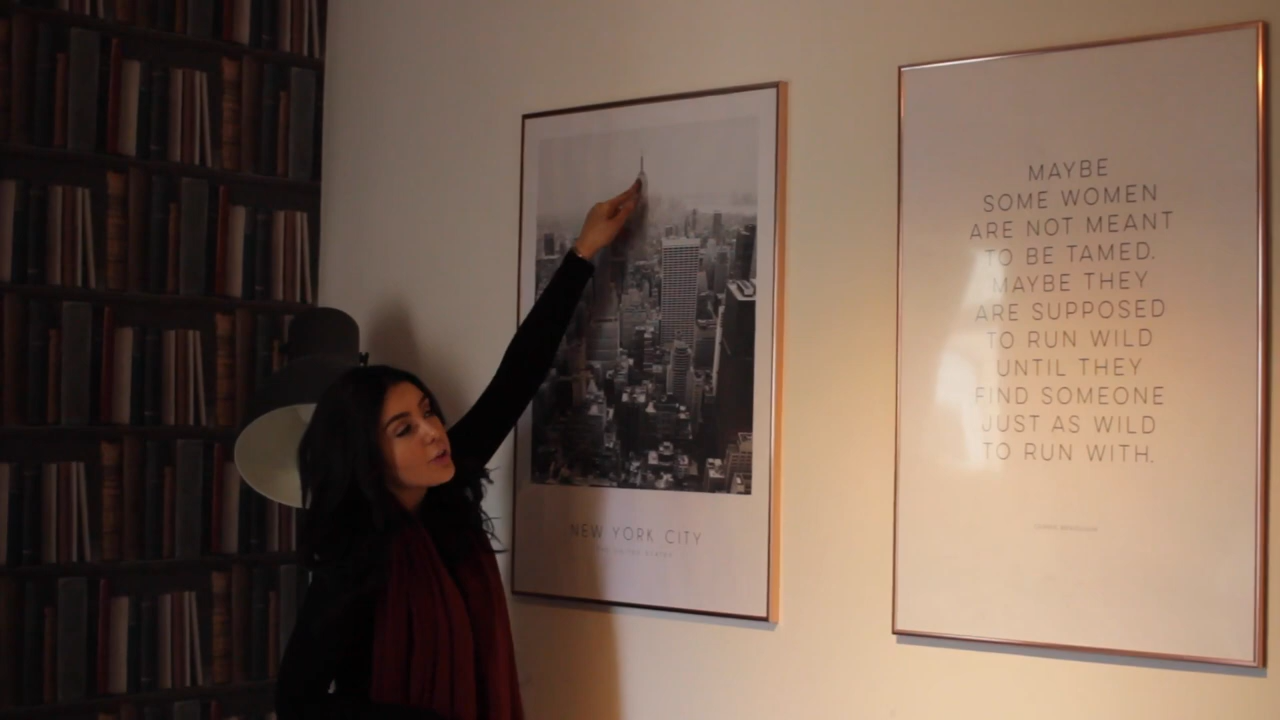 NEW YORK CITY
MAYBE
SOME WOMEN
ARE NOT MEANT
TO BE TAMED.
MAYBE THEY
ARE SUPPOSED
TO RUN WILD
UNTIL THEY
FIND SOMEONE
JUST AS WILD
TO RUN WITH.